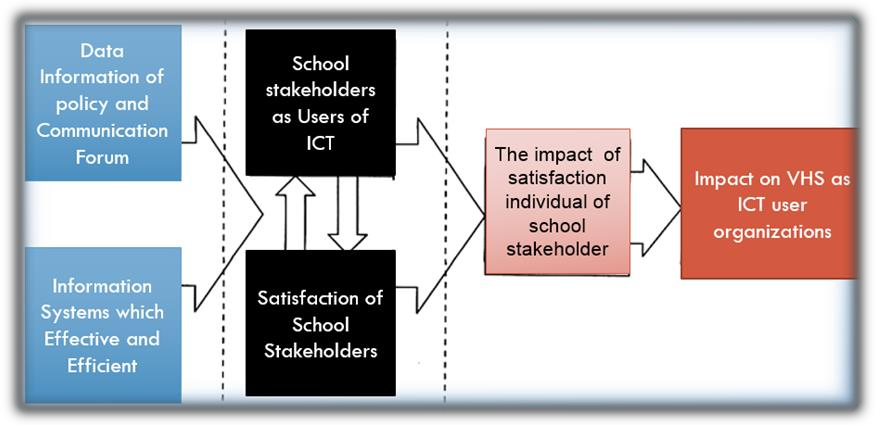 Data
Information of
policy and
Communication
Forum
Information
Systems which
Effective and
Efficient
School
stakeholders
as Users of
ICT
Satisfaction of
School
Stakeholders
The impact of
satisfaction
individual of
school
stakeholder
Impact on VHS as
ICT user
organizations